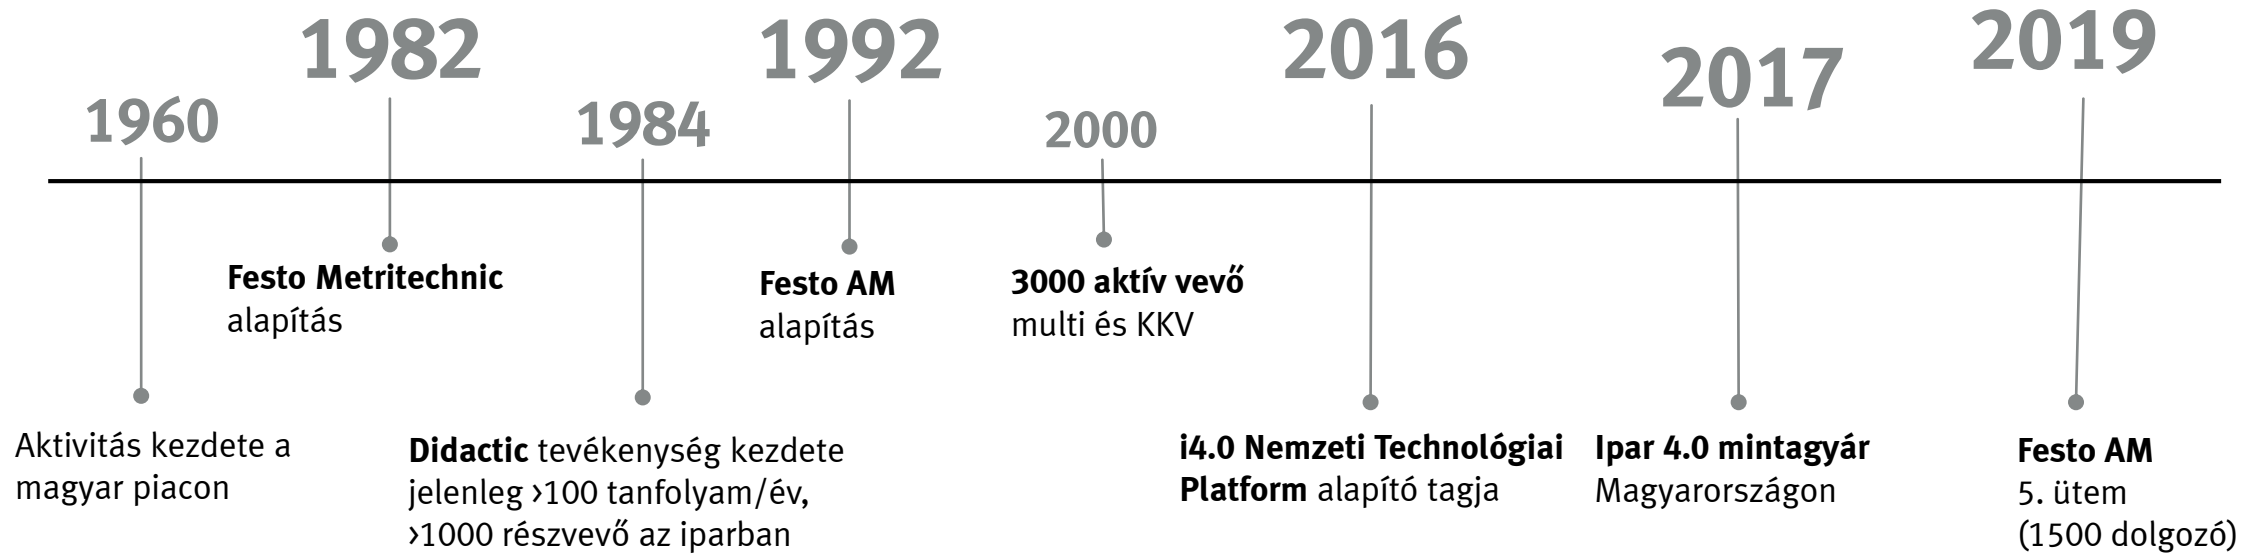 1960
1982
1984
1992
2000
2016
2017
2019
Aktivitás kezdete a
magyar piacon
Festo Metritechnic
alapítás
Didactic tevékenység kezdete
jelenleg >100 tanfolyam/év,
>1000 részvevő az iparban
Festo AM
alapítás
3000 aktív vevő
multi és KKV
i4.0 Nemzeti Technológiai
Platform alapító tagja
Ipar 4.0 mintagyár
Magyarországon
Festo AM
5. ütem
(1500 dolgozó)